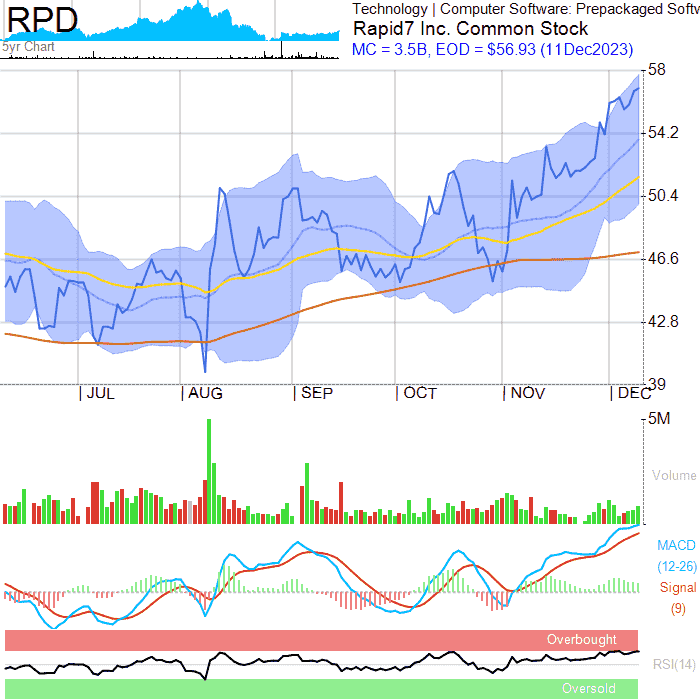 RPD
5yr Chart
Technology | Computer Software: Prepackaged Softw
Rapid7 Inc. Common Stock
MC = 3.5B, EOD = $56.93 (11Dec2023)
58
54.2
50.4
46.6
42.8
39
| JUL | AUG | SEP | OCT | NOV | DEC
5M
Volume
MACD
(12-26)
Signal
(9)
Overbought
RSI(14)
Oversold